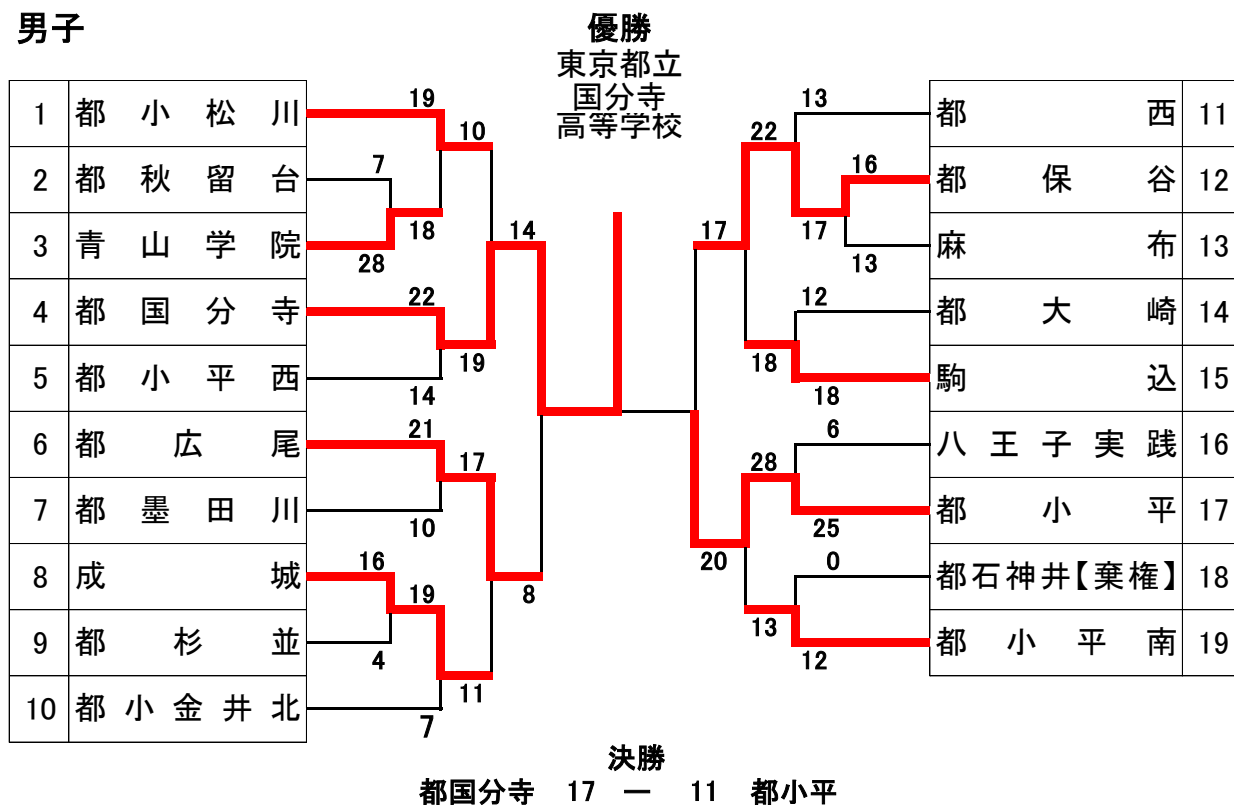 男子
優勝
東京都立
国分寺
高等学校
1 都小松川
2 都秋留台
3 青山学院
4 都国分寺
5 都小平西
6 都広尾
7 都墨田川
8 成城
9 都杉並
10 都小金井北
19
10
7
18
28
14
22
19
14
21
17
10
8
16
19
4
11
7
13
22
16
17
17
13
12
18
18
6
28
25
20
0
13
12
都西 11
都保谷 12
麻布 13
都大崎 14
駒込 15
八王子実践 16
都小平 17
都石神井【棄権】 18
都小平南 19
決勝
都国分寺 17 ー 11 都小平